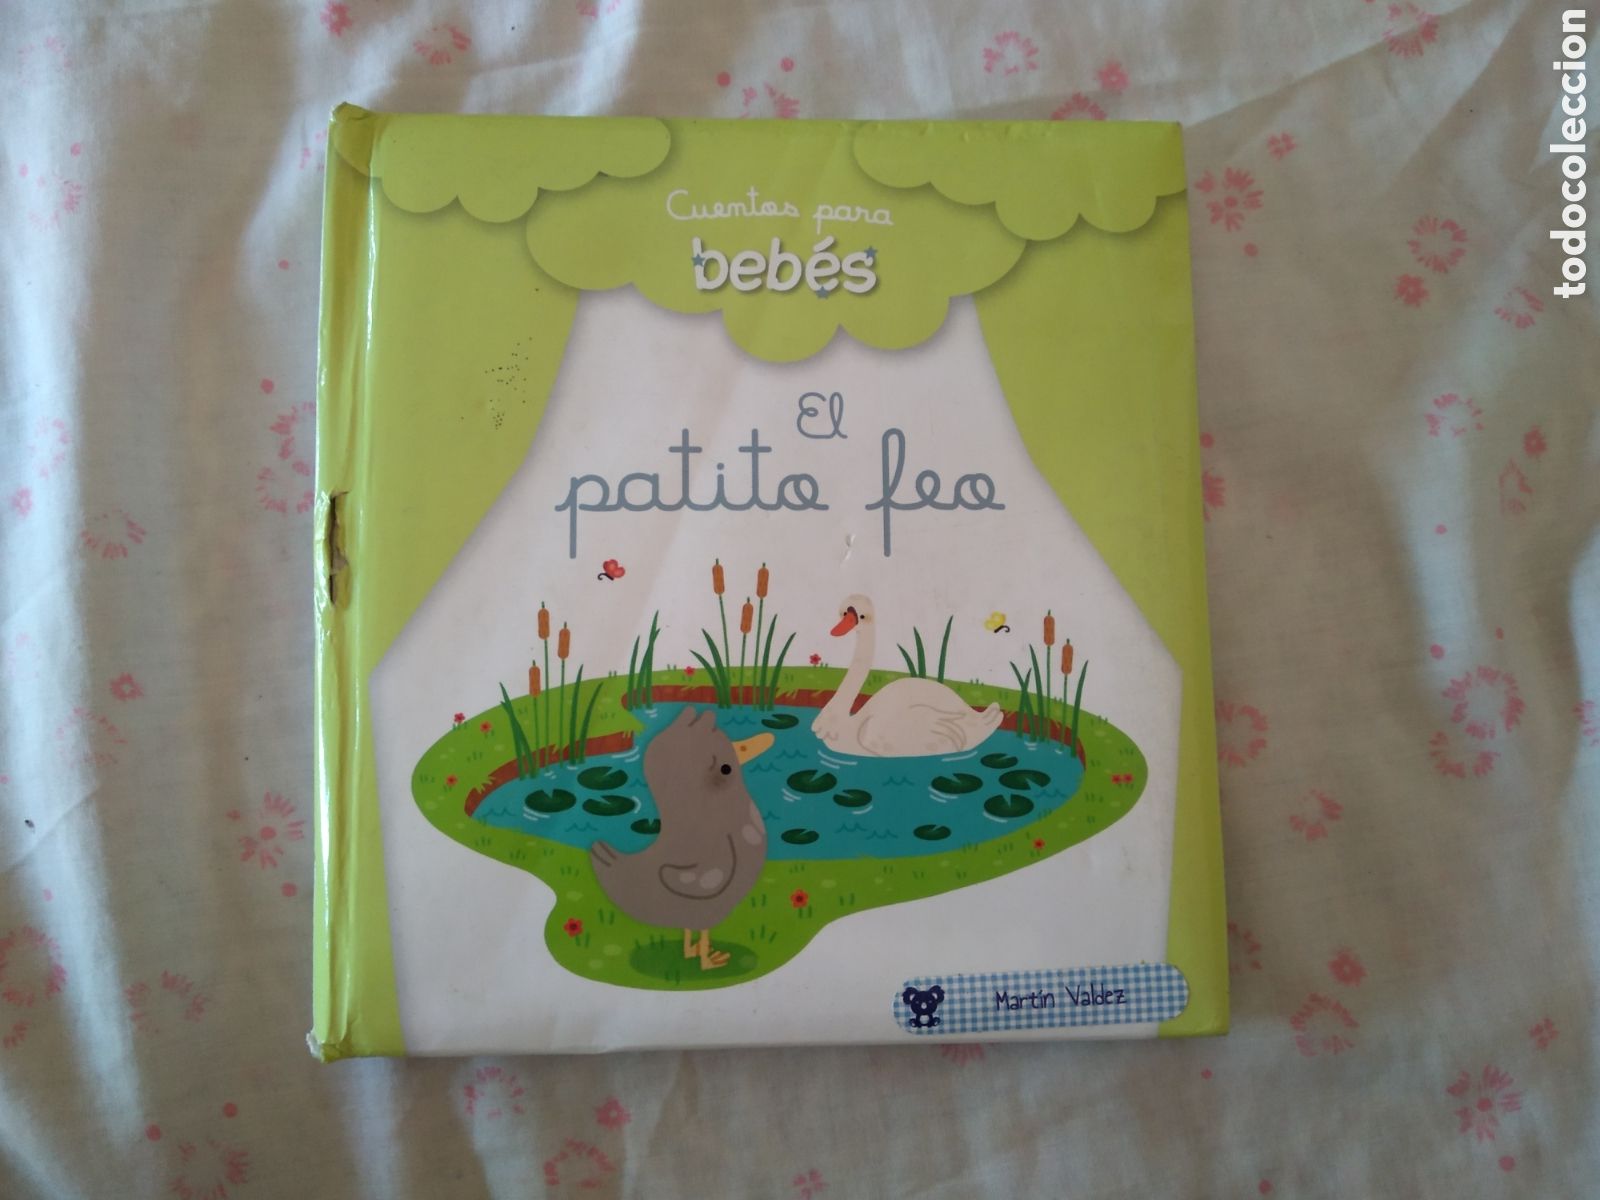 Cuentos para
bebés
El
patito feo
Martín Valdez
todocoleccion